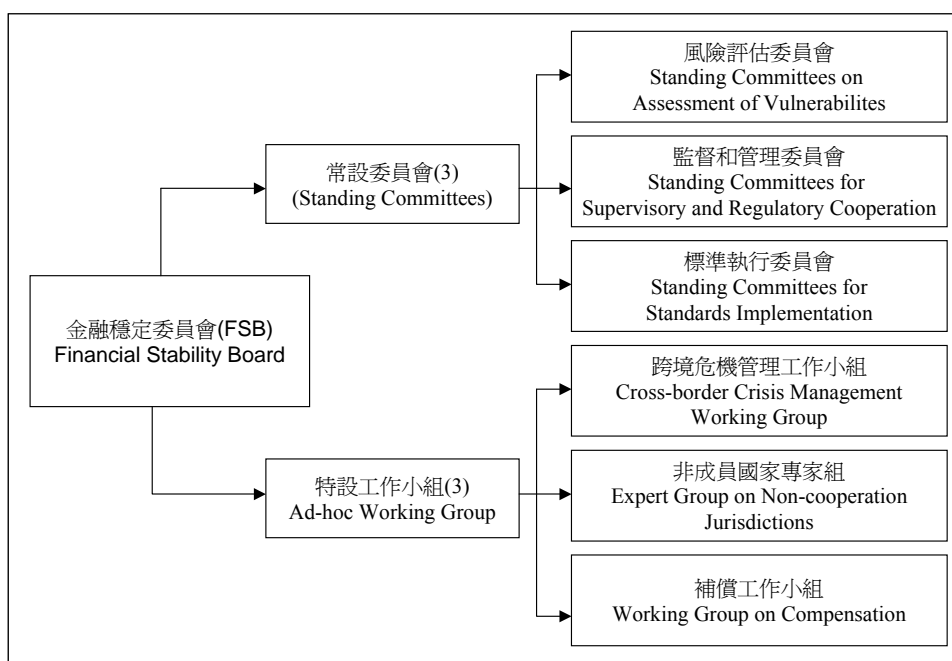 金融穩定委員會(FSB)
Financial Stability Board
常設委員會(3)
(Standing Committees)
風險評估委員會
Standing Committees on
Assessment of Vulnerabilites
監督和管理委員會
Standing Committees for
Supervisory and Regulatory Cooperation
標準執行委員會
Standing Committees for
Standards Implementation
特設工作小組(3)
Ad-hoc Working Group
跨境危機管理工作小組
Cross-border Crisis Management
Working Group
非成員國家專家組
Expert Group on Non-cooperation
Jurisdictions
補償工作小組
Working Group on Compensation